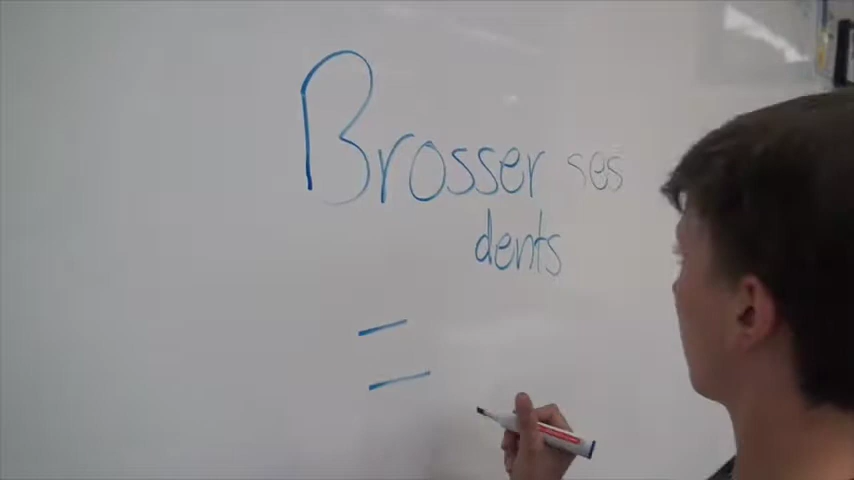 Brosser ses
dents
=